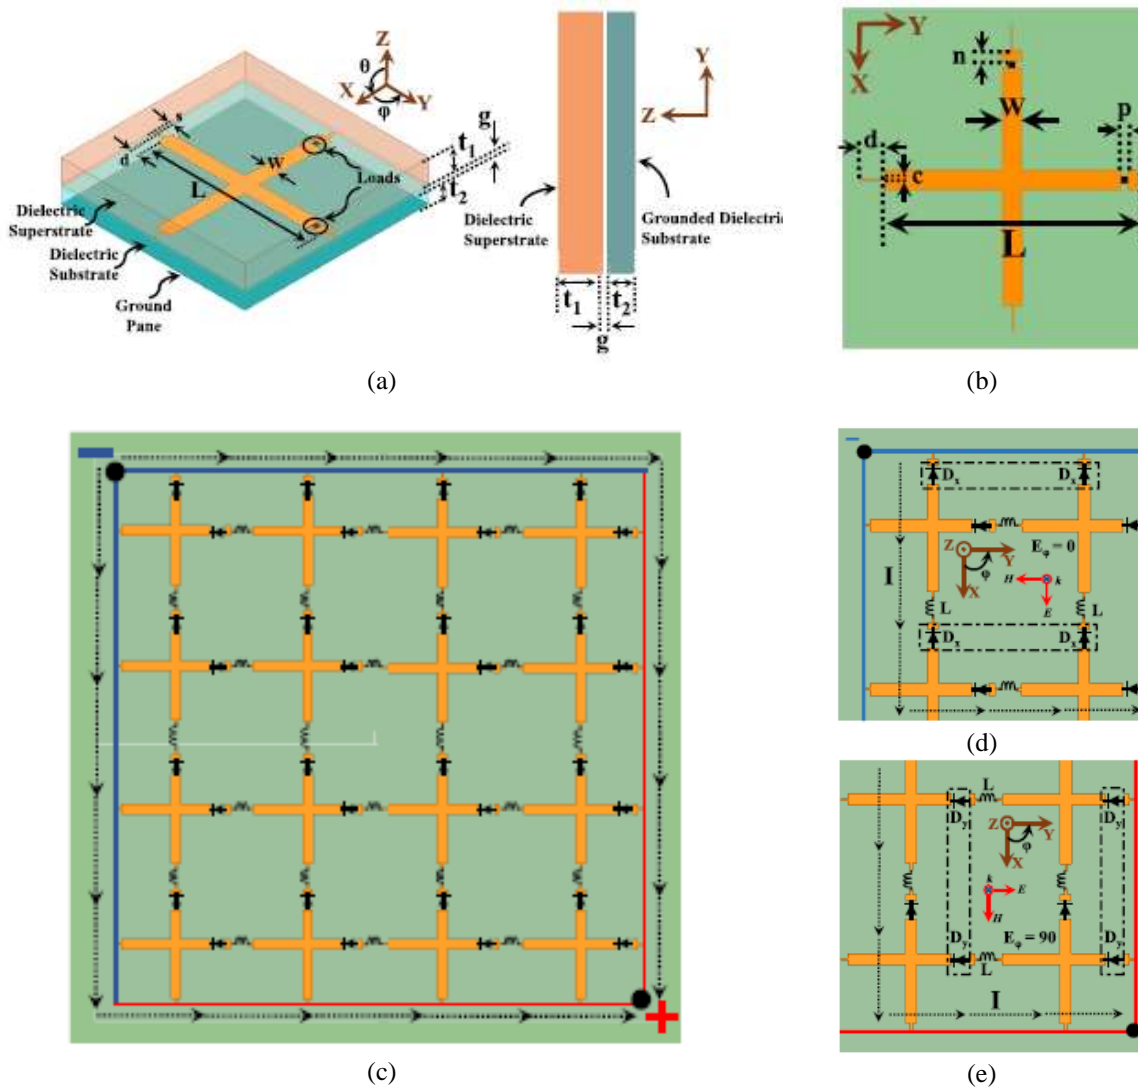 Z
θ
X
Y
φ
s
d
W
L
Loads
g
t1
t2
Dielectric
Superstrate
Dielectric
Substrate
Ground
Pane
Y
Z
Dielectric
Superstrate
Grounded Dielectric
Substrate
t1
t2
g
(a)
Y
X
n
W
p
d
c
L
(b)
+
(c)
Dx
Dx
Z
Y
Eφ = 0
φ
X
I
H
k
E
L
L
Dx
Dx
(d)
L
Dy
Dy
Z
Y
φ
X
k
E
H
Dy
Eφ = 90
Dy
L
I
(e)